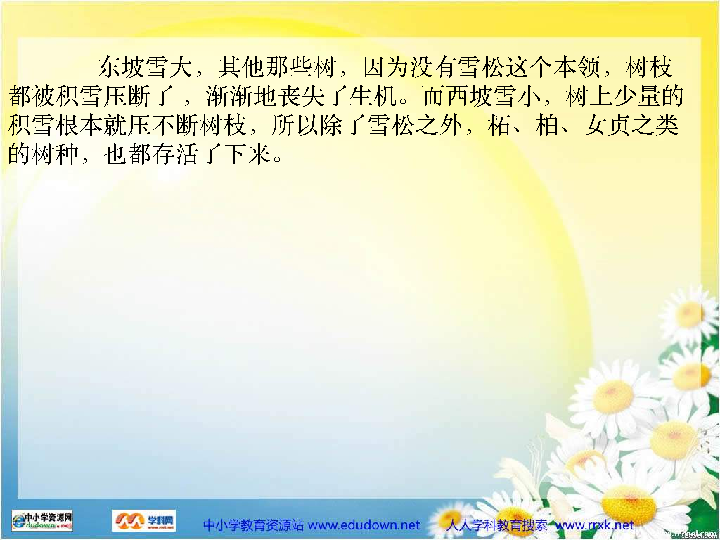 东坡雪大，其他那些树，因为没有雪松这个本领，树枝
都被积雪压断了，渐渐地丧失了生机。而西坡雪小，树上少量的
积雪根本就压不断树枝，所以除了雪松之外，柘、柏、女贞之类
的树种，也都存活了下来。
中小学资源网
学科网
中小学教育资源站 www.edudown.net 人人学科教育搜索 www.rrxk.net